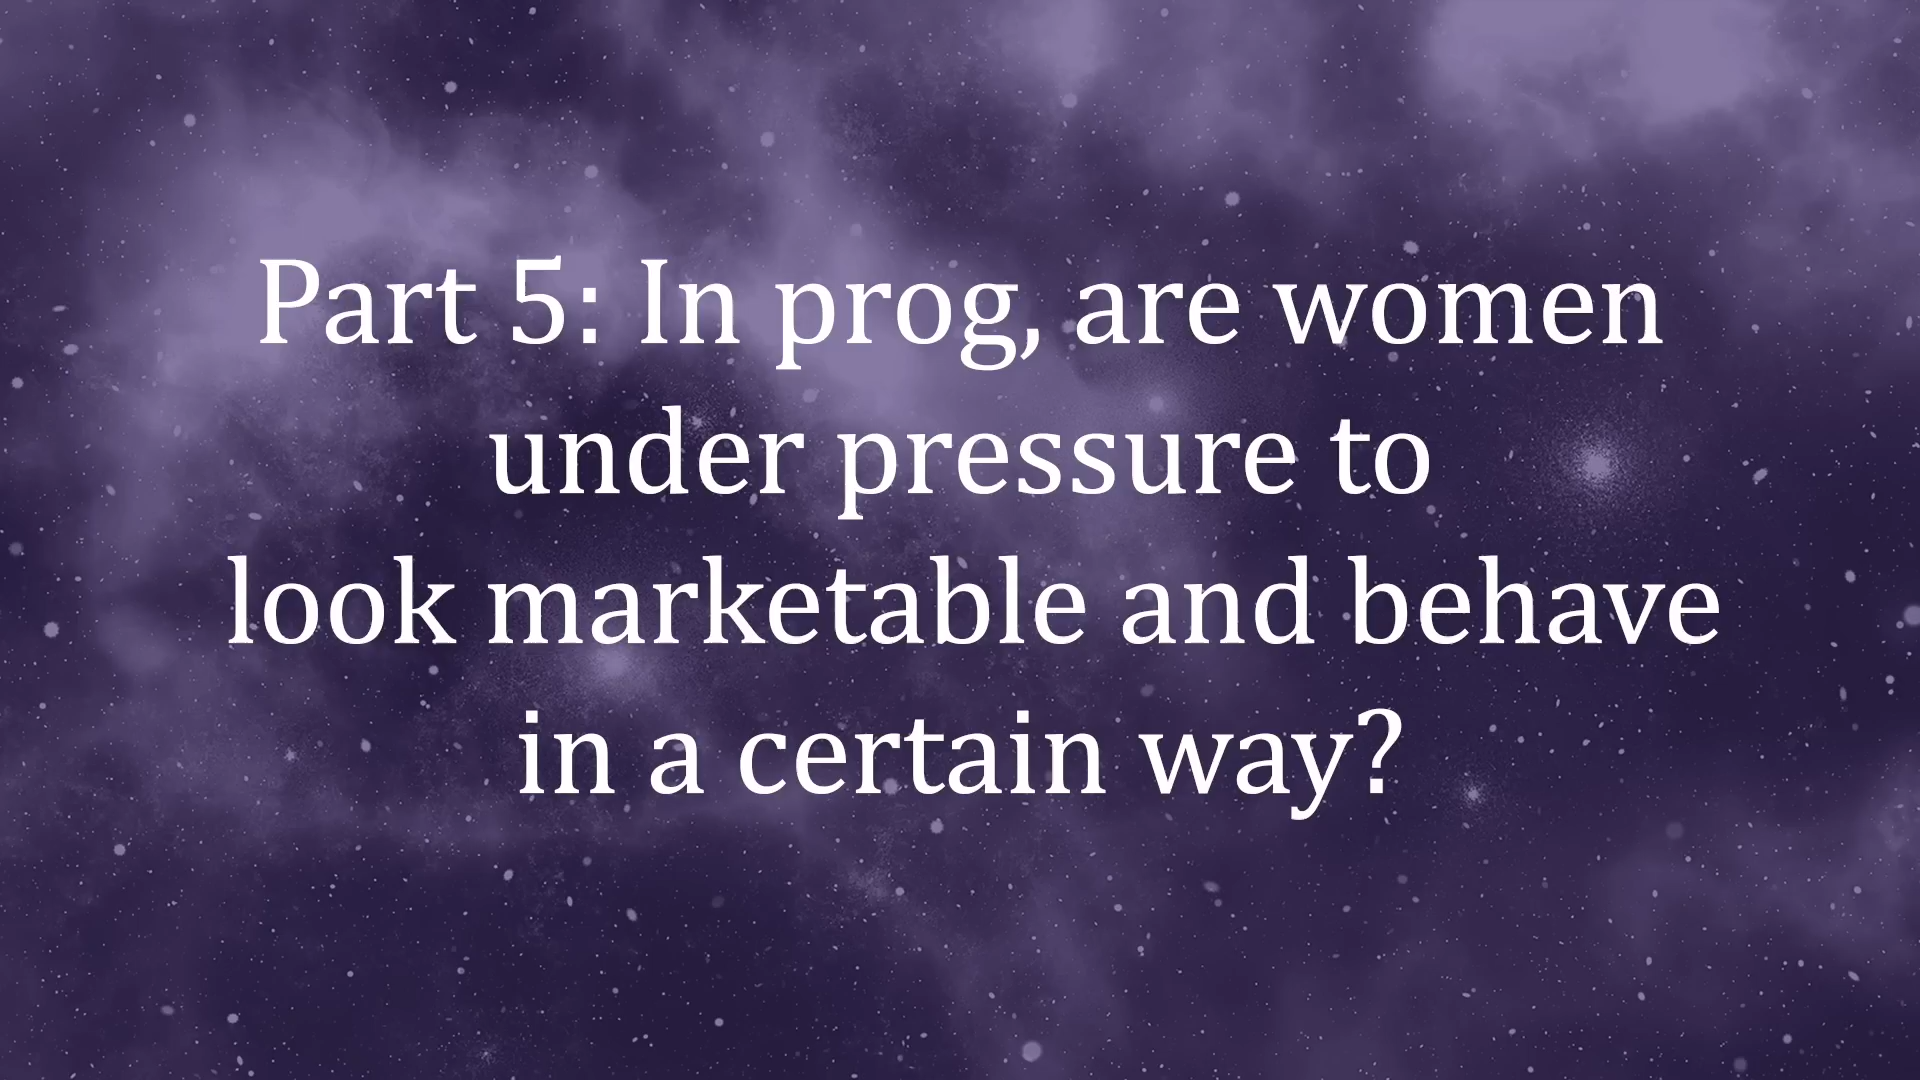 Part 5: In prog, are women
under pressure to
look marketable and behave
in a certain way?